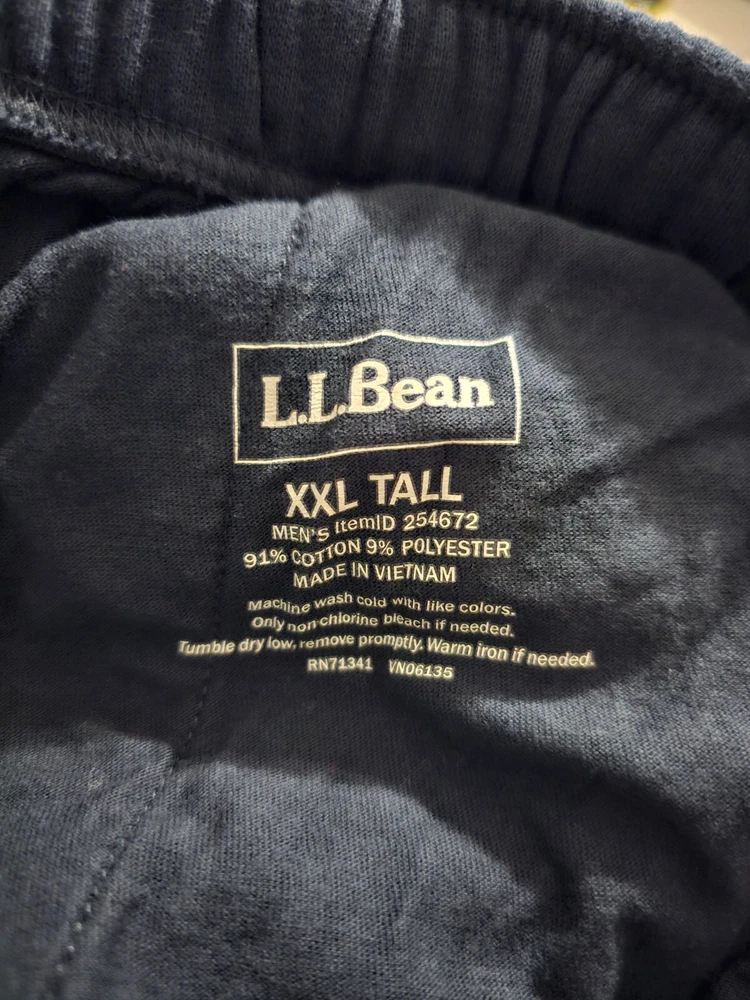 L.L.Bean
XXL TALL
MEN'S ItemID 254672
91% COTTON 9% POLYESTER
MADE IN VIETNAM
Machine wash cold with like colors.
Only non-chlorine bleach if needed.
Tumble dry low, remove promptly. Warm iron if needed.
RN71341 VN06135